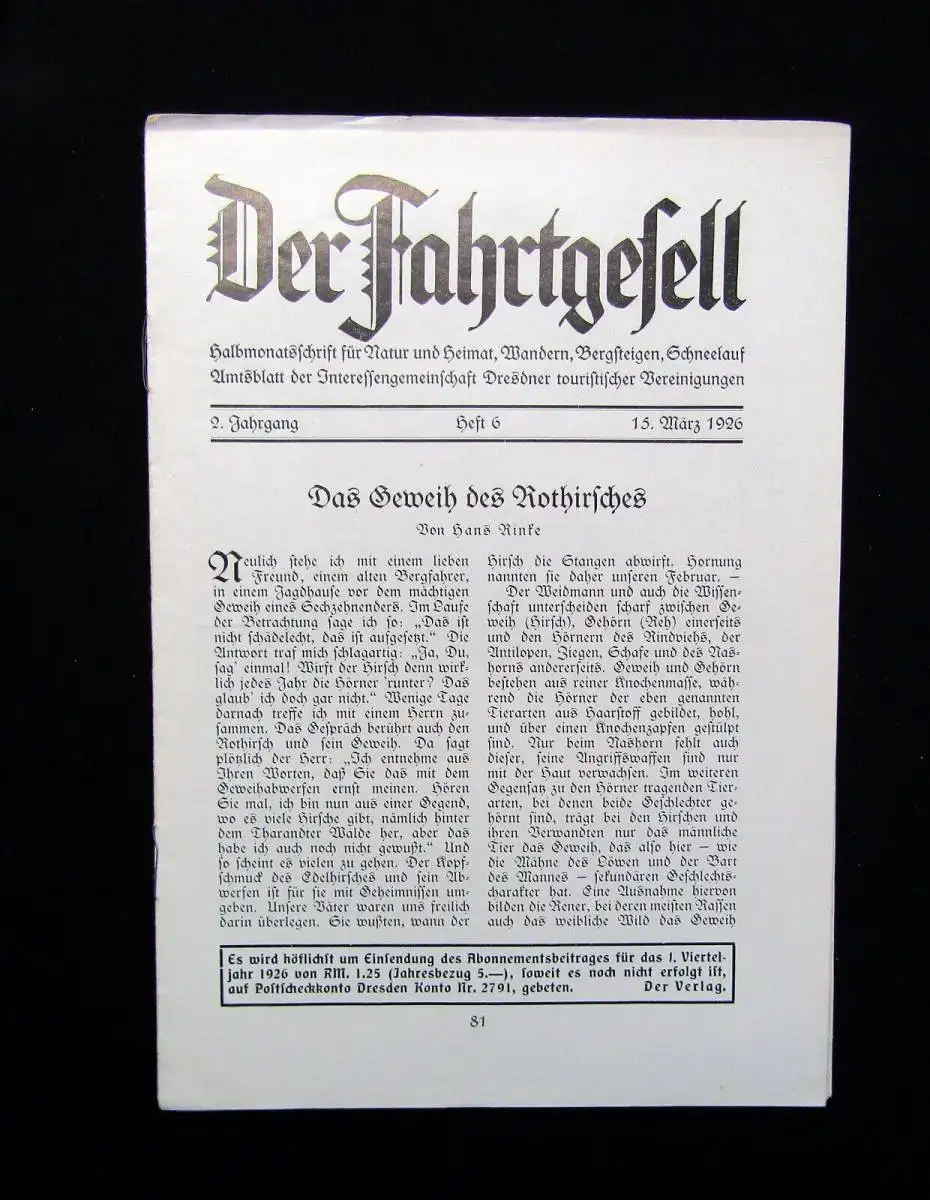 Der Fahrtgesell
Halbmonatsschrift für Natur und Heimat, Wandern, Bergsteigen, Schneelauf
Amtsblatt der Interessengemeinschaft Dresdner touristischer Vereinigungen
2. Jahrgang Heft 6 15. März 1926
Das Geweih des Rothirsches
Von Hans Rinke
Neulich stehe ich mit einem lieben
Freund, einem alten Bergfahrer,
in einem Jagdhause vor dem mächtigen
Geweih eines Sechzehnenders. Im Laufe
der Betrachtung sage ich so: „Das ist
nicht schädelecht, das ist aufgesetzt.“ Die
Antwort traf mich schlagartig: „Ja, Du,
sag' einmal! Wirft der Hirsch denn wirk-
lich jedes Jahr die Hörner 'runter? Das
glaub' ich doch gar nicht.“ Wenige Tage
darnach treffe ich mit einem Herrn zu-
sammen. Das Gespräch berührt auch den
Rothirsch und sein Geweih. Da sagt
plötzlich der Herr: „Ich entnehme aus
Ihren Worten, daß Sie das mit dem
Geweihabwerfen ernst meinen. Hören
Sie mal, ich bin nun aus einer Gegend,
wo es viele Hirsche gibt, nämlich hinter
dem Tharandter Walde her, aber das
habe ich auch noch nicht gewußt.“ Und
so scheint es vielen zu gehen. Der Kopf-
schmuck des Edelhirsches und sein Ab-
werfen ist für sie mit Geheimnissen um-
geben. Unsere Väter waren uns freilich
darin überlegen. Sie wußten, wann der
Hirsch die Stangen abwirft. Hornung
nannten sie daher unseren Februar. —
Der Weidmann und auch die Wissen-
schaft unterscheiden scharf zwischen Ge-
weih (Hirsch), Gehörn (Reh) einerseits
und den Hörnern des Rindviehs, der
Antilopen, Ziegen, Schafe und des Nas-
horns andererseits. Geweih und Gehörn
bestehen aus reiner Knochenmasse, wäh-
rend die Hörner der eben genannten
Tierarten aus Haarstoff gebildet, hohl,
und über einen Knochenzapfen gestülpt
sind. Nur beim Nashorn fehlt auch
dieser, seine Angriffswaffen sind nur
mit der Haut verwachsen. Im weiteren
Gegensatz zu den Hörner tragenden Tier-
arten, bei denen beide Geschlechter ge-
hörnt sind, trägt bei den Hirschen und
ihren Verwandten nur das männliche
Tier das Geweih, das also hier – wie
die Mähne des Löwen und der Bart
des Mannes – sekundären Geschlechts-
charakter hat. Eine Ausnahme hiervon
bilden die Rener, bei deren meisten Rassen
auch das weibliche Wild das Geweih
Es wird höflichst um Einsendung des Abonnementsbeitrages für das 1. Viertel-
jahr 1926 von RM. 1.25 (Jahresbezug 5.—), soweit es noch nicht erfolgt ist,
auf Postscheckkonto Dresden Konto Nr. 2791, gebeten. Der Verlag.
81